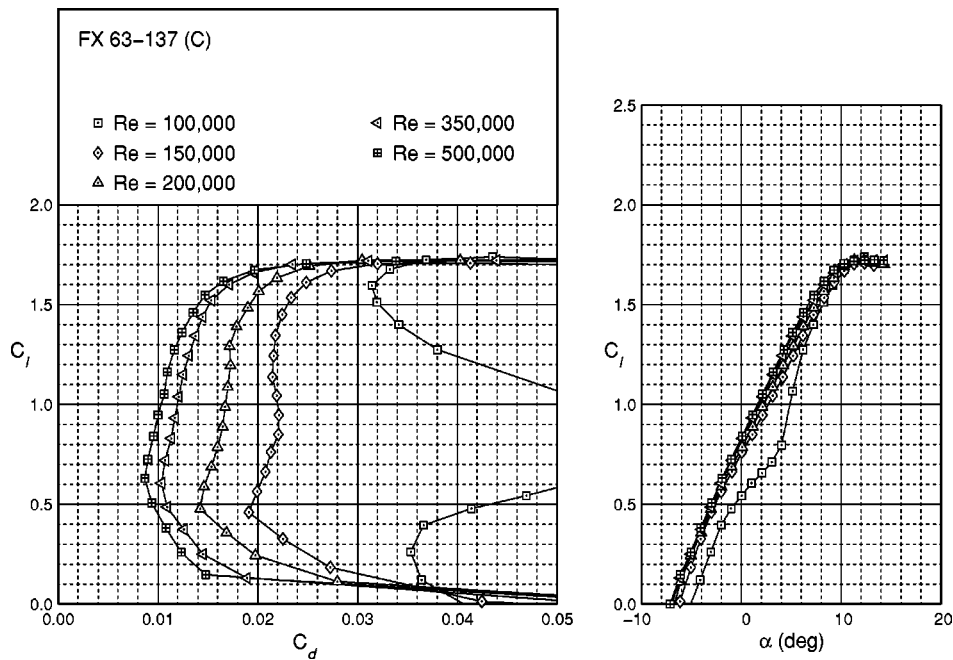 FX 63−137 (C)
Re = 100,000
Re = 150,000
Re = 200,000
Re = 350,000
Re = 500,000
2.0
1.5
C_l
1.0
0.5
0.0
0.00 0.01 0.02 0.03 0.04 0.05
C_d
2.5
2.0
1.5
C_l
1.0
0.5
0.0
−10 0 10 20
α (deg)